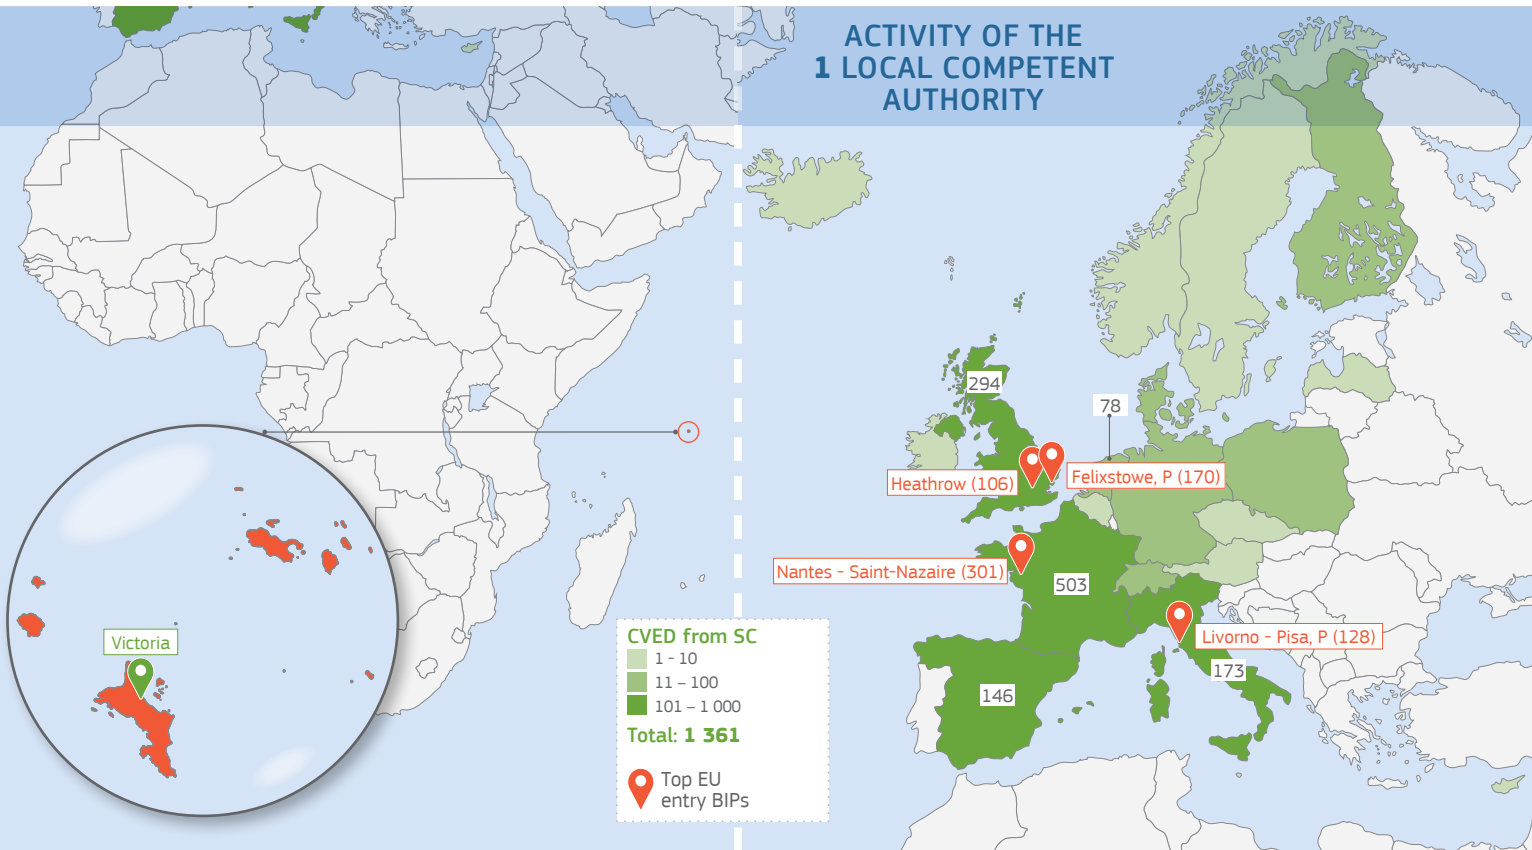 ACTIVITY OF THE
1 LOCAL COMPETENT
AUTHORITY
294
78
Heathrow (106)
Felixstowe, P (170)
Nantes - Saint-Nazaire (301)
503
Livorno - Pisa, P (128)
173
146
Victoria
CVED from SC
1 - 10
11 – 100
101 – 1 000
Total: 1 361
Top EU
entry BIPs